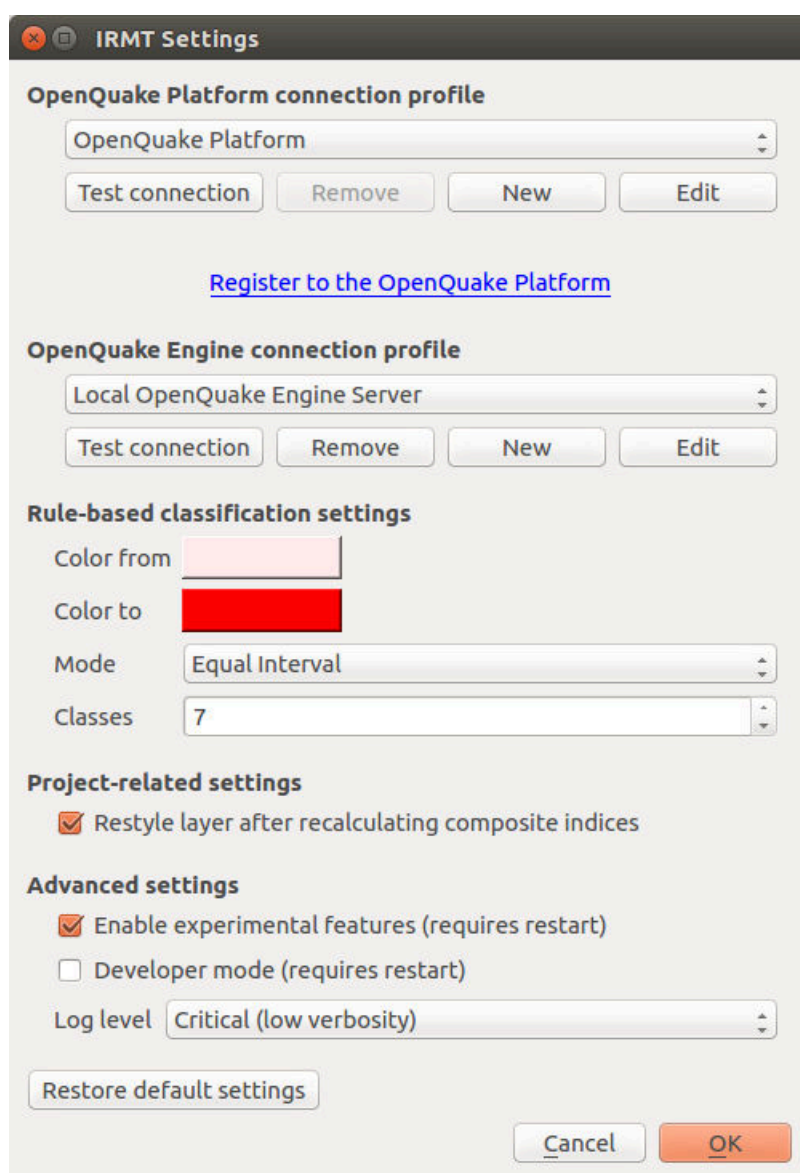 IRMT Settings
OpenQuake Platform connection profile
OpenQuake Platform
Test connection Remove New Edit
Register to the OpenQuake Platform
OpenQuake Engine connection profile
Local OpenQuake Engine Server
Test connection Remove New Edit
Rule-based classification settings
Color from
Color to
Mode Equal Interval
Classes 7
Project-related settings
Restyle layer after recalculating composite indices
Advanced settings
Enable experimental features (requires restart)
Developer mode (requires restart)
Log level Critical (low verbosity)
Restore default settings
Cancel OK